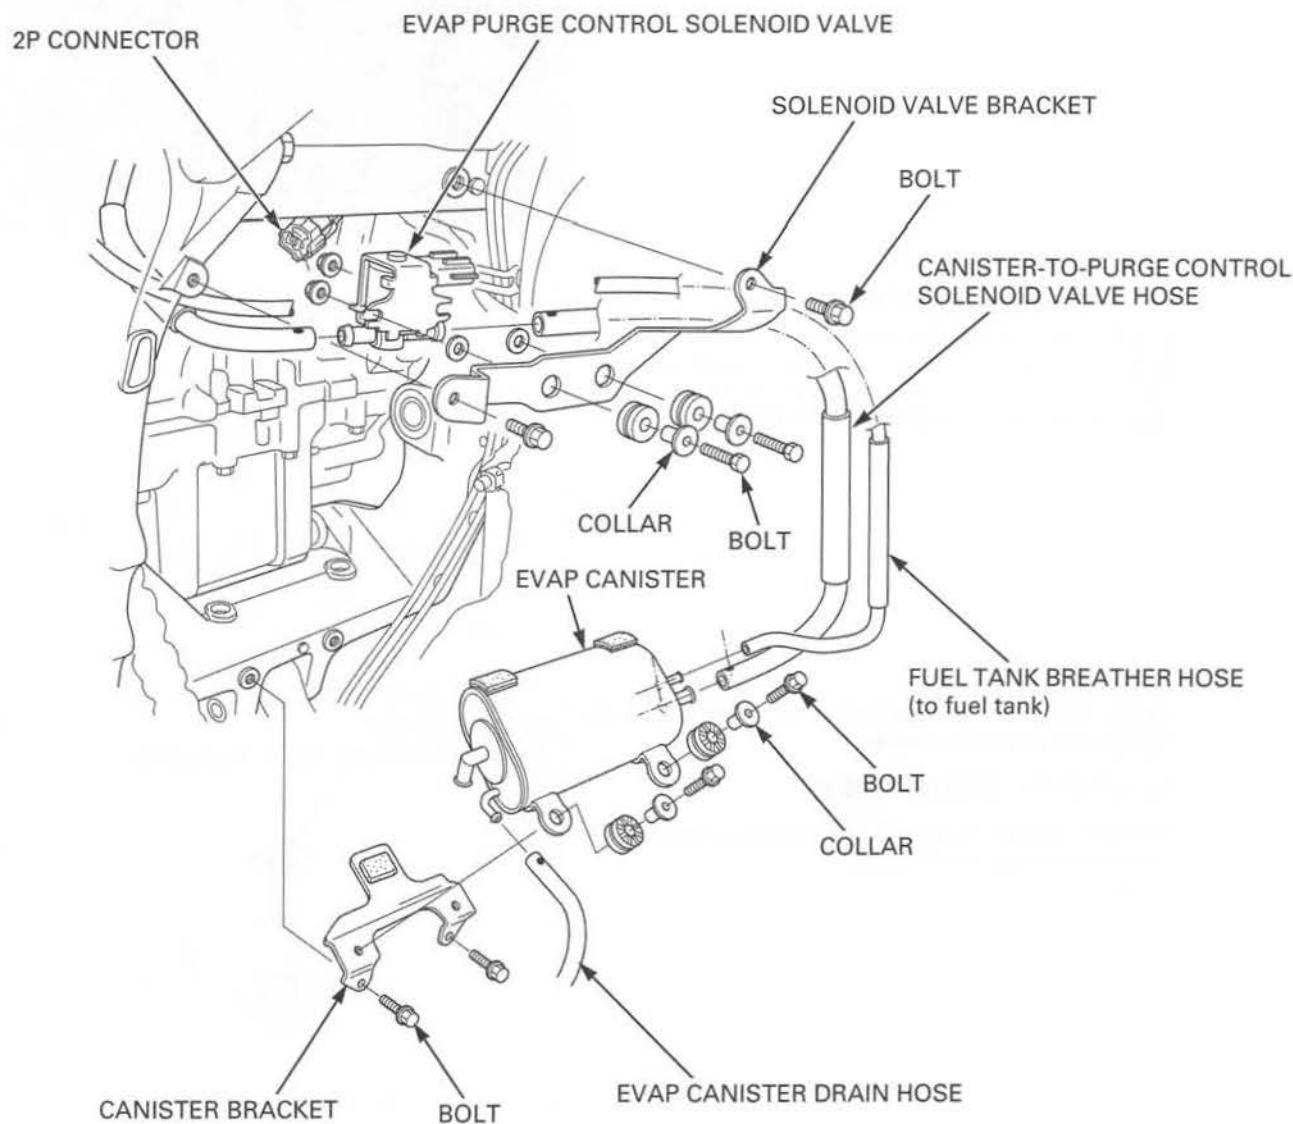 EVAP PURGE CONTROL SOLENOID VALVE
2P CONNECTOR
SOLENOID VALVE BRACKET
BOLT
CANISTER-TO-PURGE CONTROL
SOLENOID VALVE HOSE
COLLAR
BOLT
EVAP CANISTER
FUEL TANK BREATHER HOSE
(to fuel tank)
BOLT
COLLAR
EVAP CANISTER DRAIN HOSE
CANISTER BRACKET
BOLT